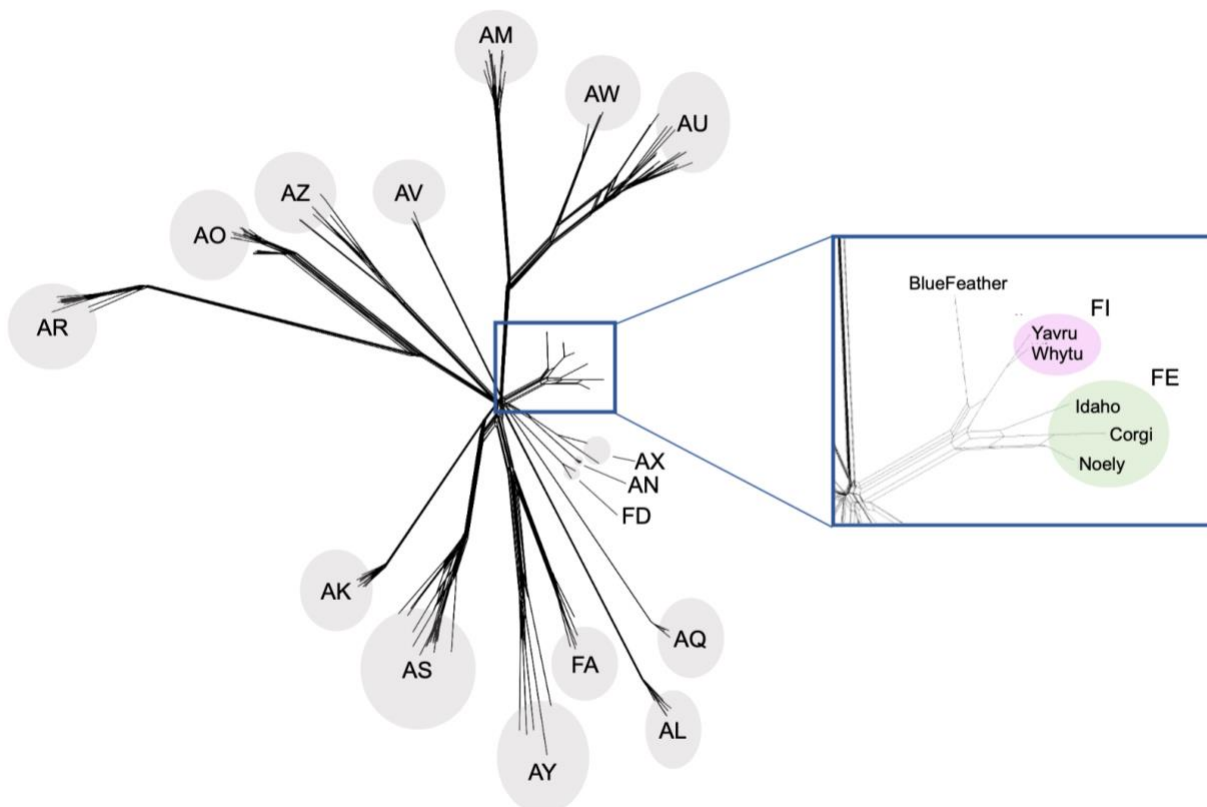 AM
AW
AU
AZ
AV
AO
AR
BlueFeather
FI
Yavru
Whytu
FE
Idaho
Corgi
Noely
AX
AN
FD
AK
AS
FA
AQ
AL
AY